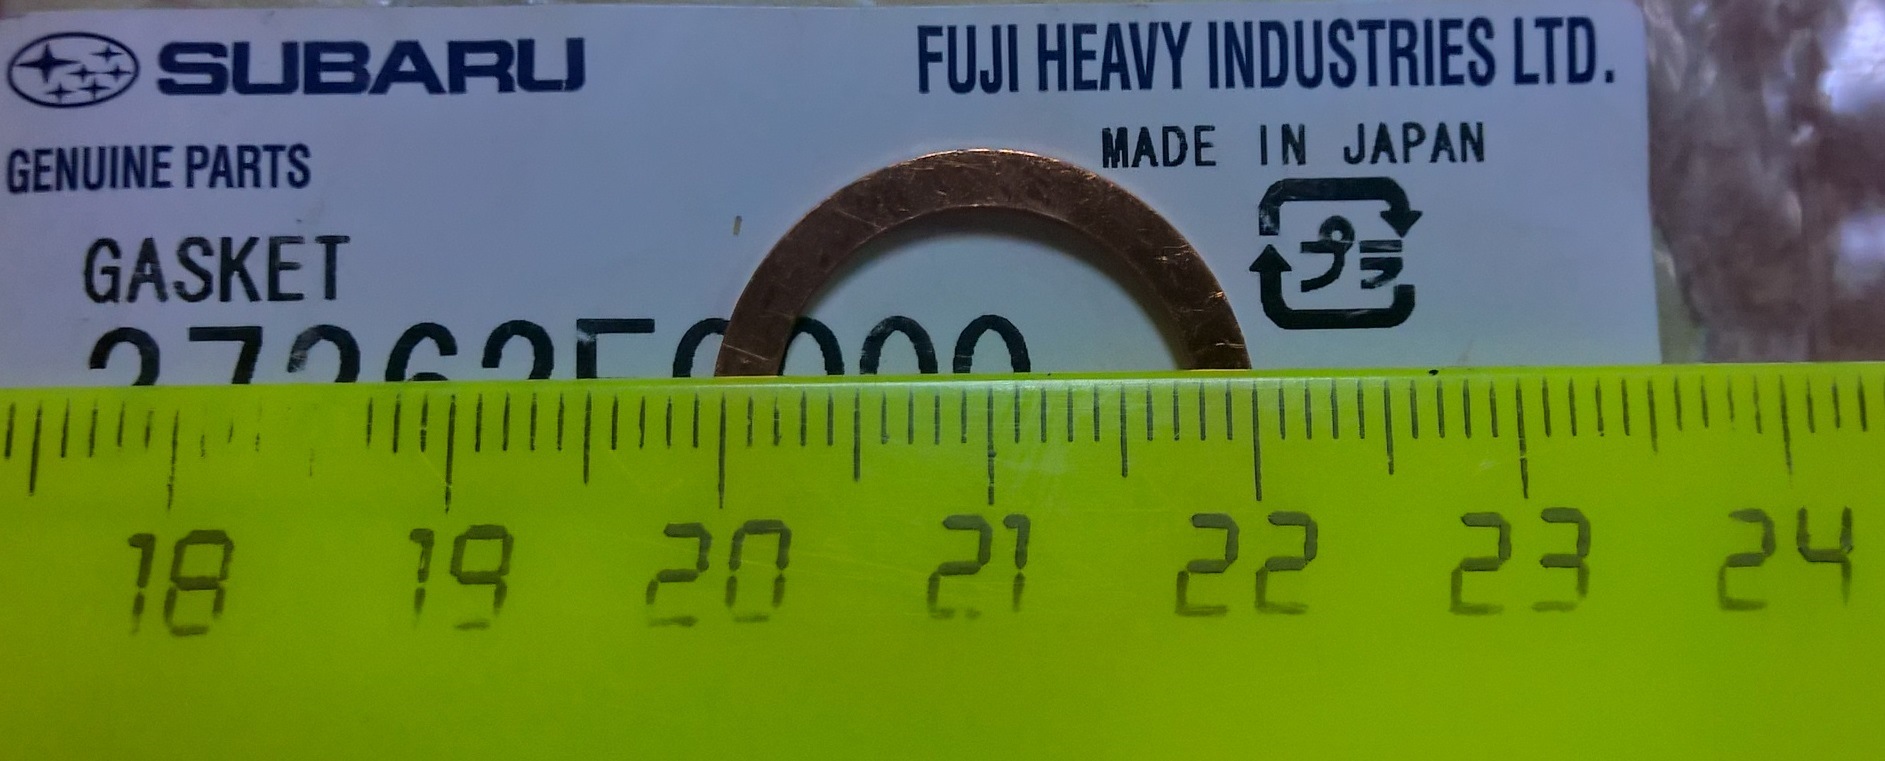 SUBARU
FUJI HEAVY INDUSTRIES LTD.
GENUINE PARTS
MADE IN JAPAN
プラ
GASKET
18 19 20 21 22 23 24